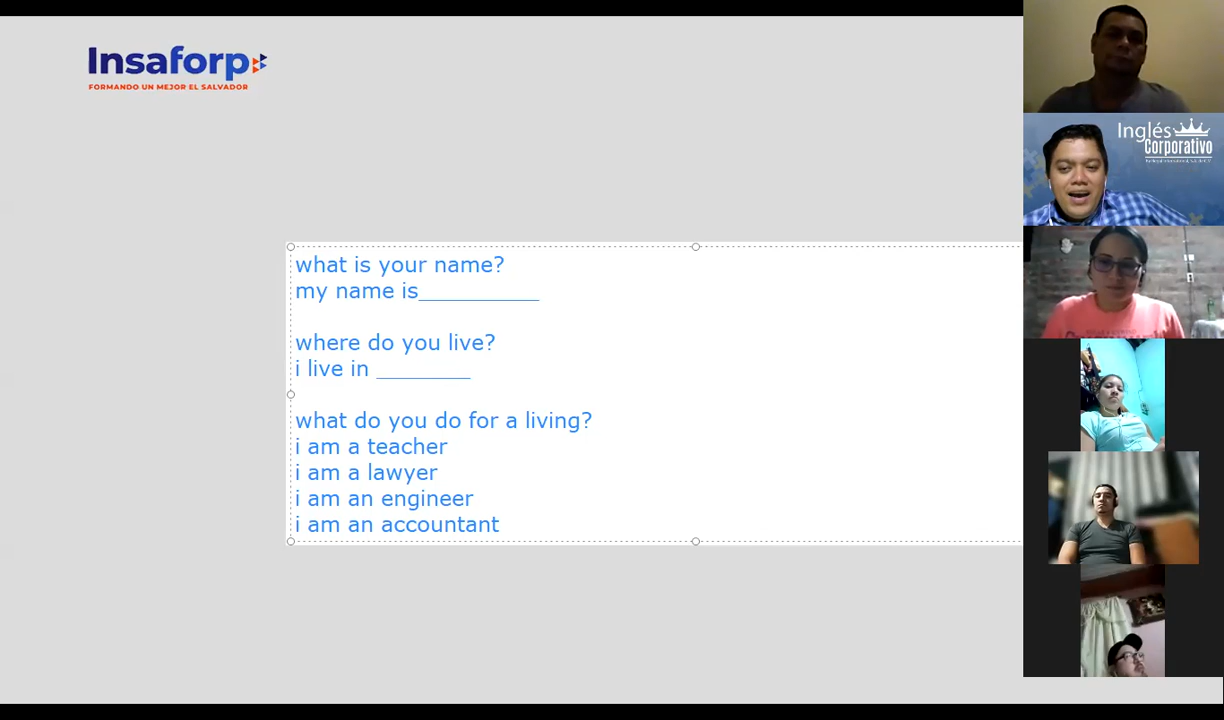 Insaforp
FORMANDO UN MEJOR EL SALVADOR
Inglés
Corporativo
what is your name?
my name is__________
where do you live?
i live in ________
what do you do for a living?
i am a teacher
i am a lawyer
i am an engineer
i am an accountant